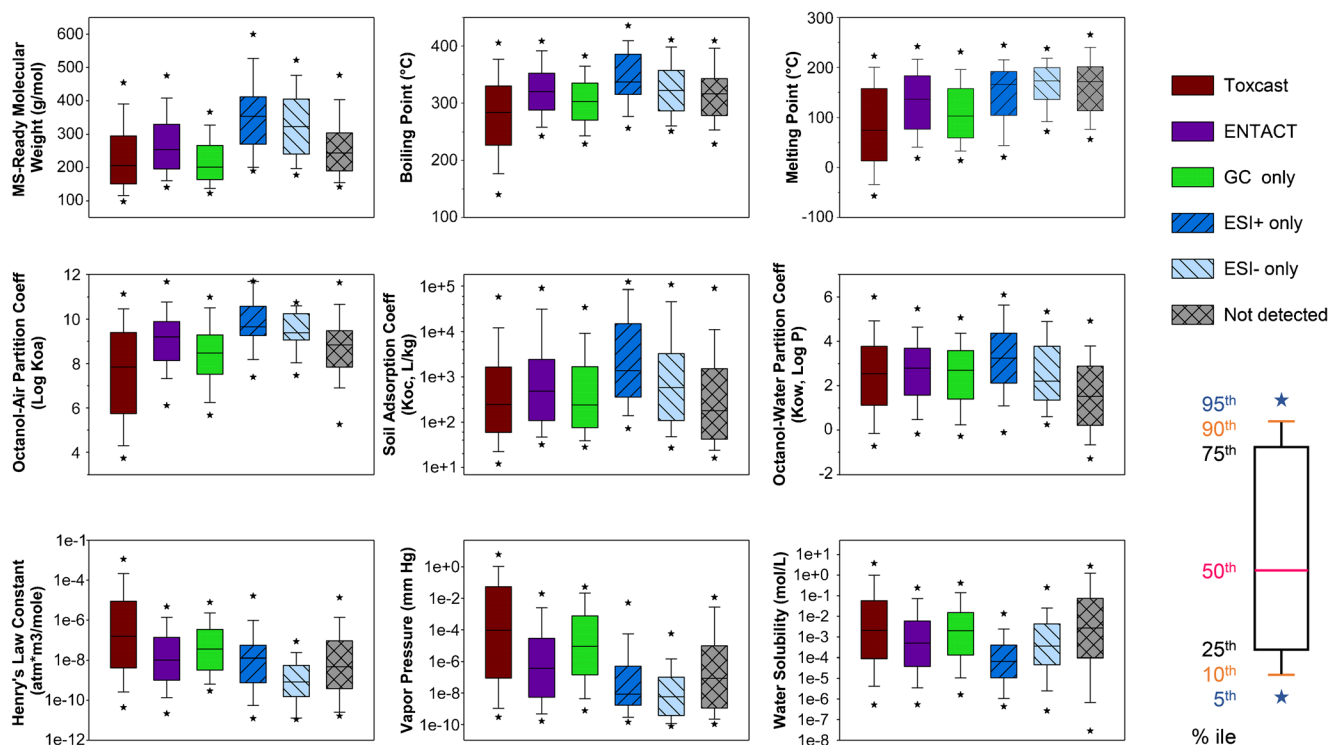 MS-Ready Molecular
Weight (g/mol)
600
500
400
300
200
100
Boiling Point (°C)
400
300
200
100
Melting Point (°C)
300
200
100
0
-100
Toxcast
ENTACT
GC only
ESI+ only
ESI- only
Not detected
Octanol-Air Partition Coeff
(Log Koa)
12
10
8
6
4
Soil Adsorption Coeff
(Koc, L/kg)
1e+5
1e+4
1e+3
1e+2
1e+1
Octanol-Water Partition Coeff
(Kow, Log P)
6
4
2
0
-2
Henry's Law Constant
(atm*m3/mole)
1e-1
1e-4
1e-6
1e-8
1e-10
1e-12
Vapor Pressure (mm Hg)
1e+0
1e-2
1e-4
1e-6
1e-8
1e-10
Water Solubility (mol/L)
1e+1
1e+0
1e-1
1e-2
1e-3
1e-4
1e-5
1e-6
1e-7
1e-8
95th
90th
75th
50th
25th
10th
5th
% ile